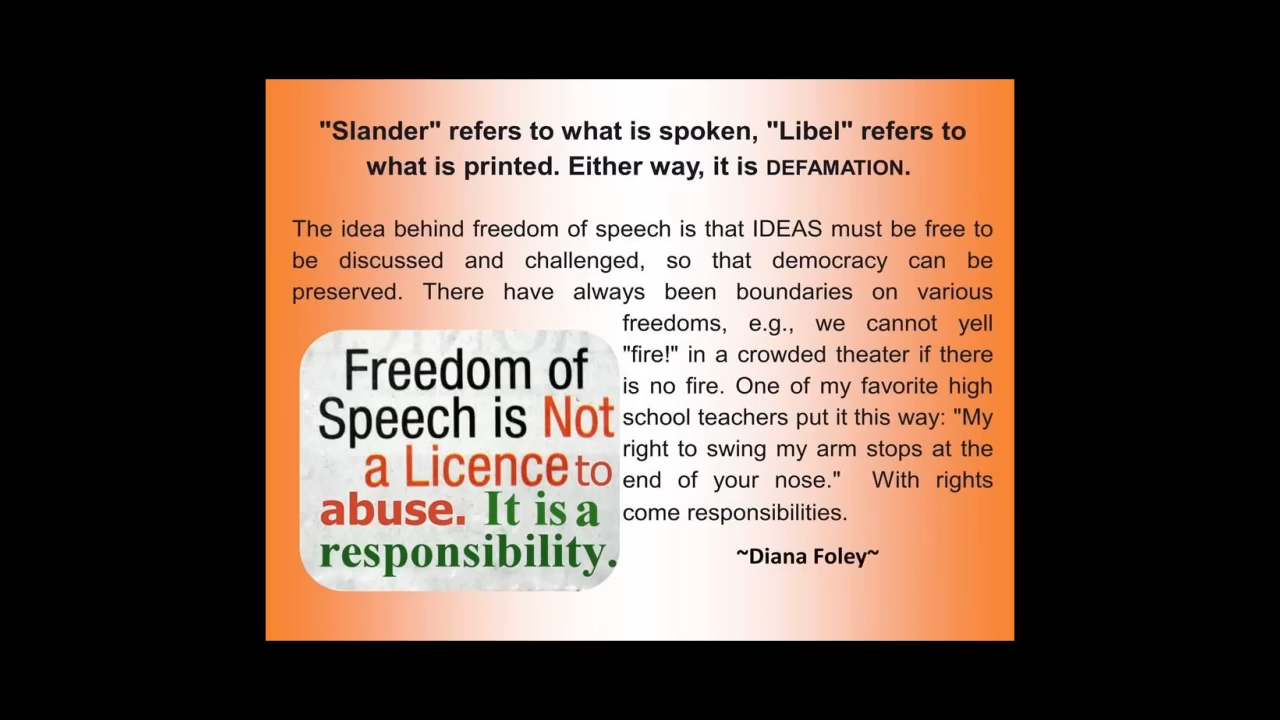 "Slander" refers to what is spoken, "Libel" refers to
what is printed. Either way, it is DEFAMATION.
The idea behind freedom of speech is that IDEAS must be free to
be discussed and challenged, so that democracy can be
preserved. There have always been boundaries on various
freedoms, e.g., we cannot yell
"fire!" in a crowded theater if there
is no fire. One of my favorite high
school teachers put it this way: "My
right to swing my arm stops at the
end of your nose." With rights
come responsibilities.
~Diana Foley~
Freedom of
Speech is Not
a Licence to
abuse. It is a
responsibility.